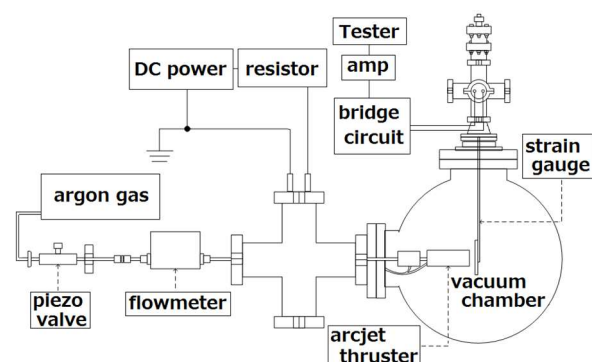 Tester
DC power
resistor
amp
bridge
circuit
strain
gauge
argon gas
piezo
valve
flowmeter
vacuum
chamber
arcjet
thruster